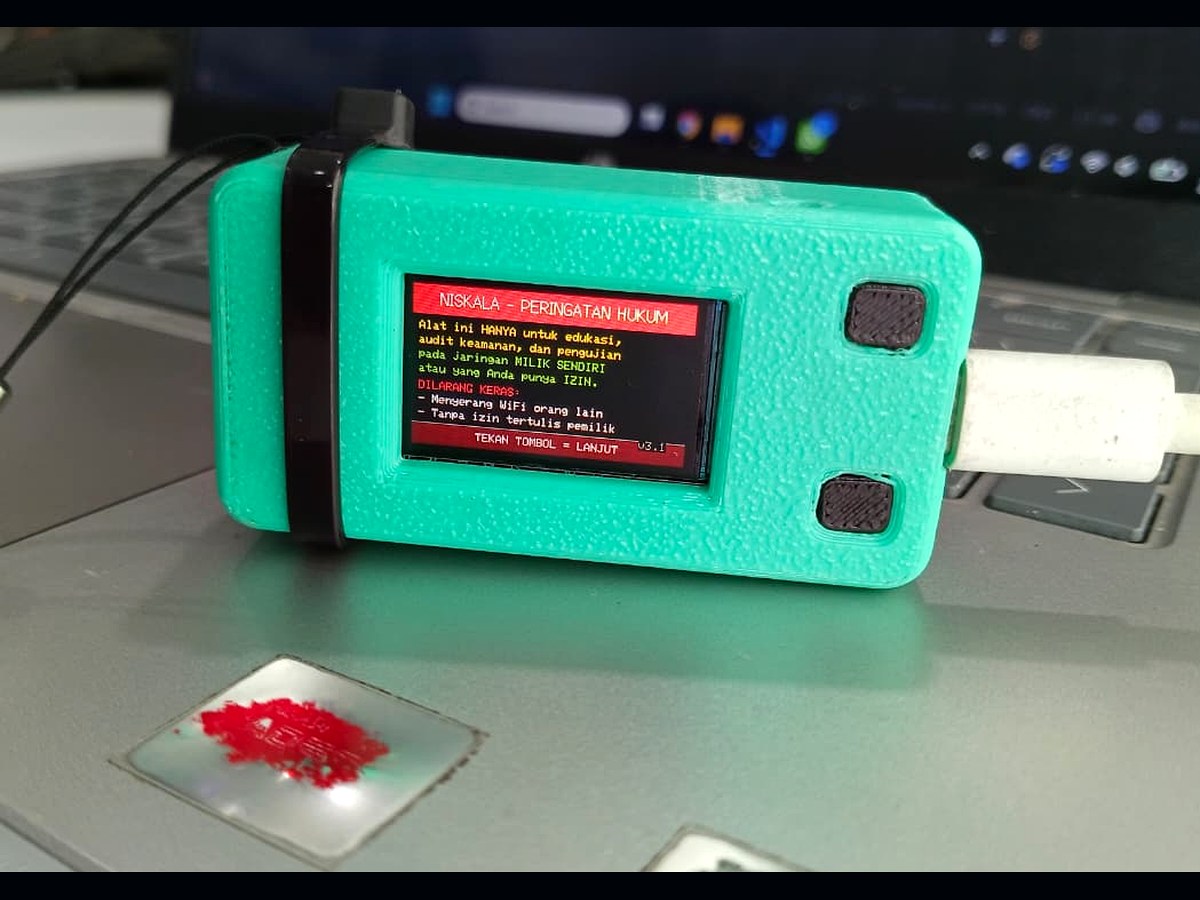 NISKALA - PERINGATAN HUKUM
Alat ini HANYA untuk edukasi,
audit keamanan, dan pengujian
pada jaringan MILIK SENDIRI
atau yang Anda punya IZIN.
DILARANG KERAS:
- Menyerang WiFi orang lain
- Tanpa izin tertulis pemilik
TEKAN TOMBOL = LANJUT v3.1